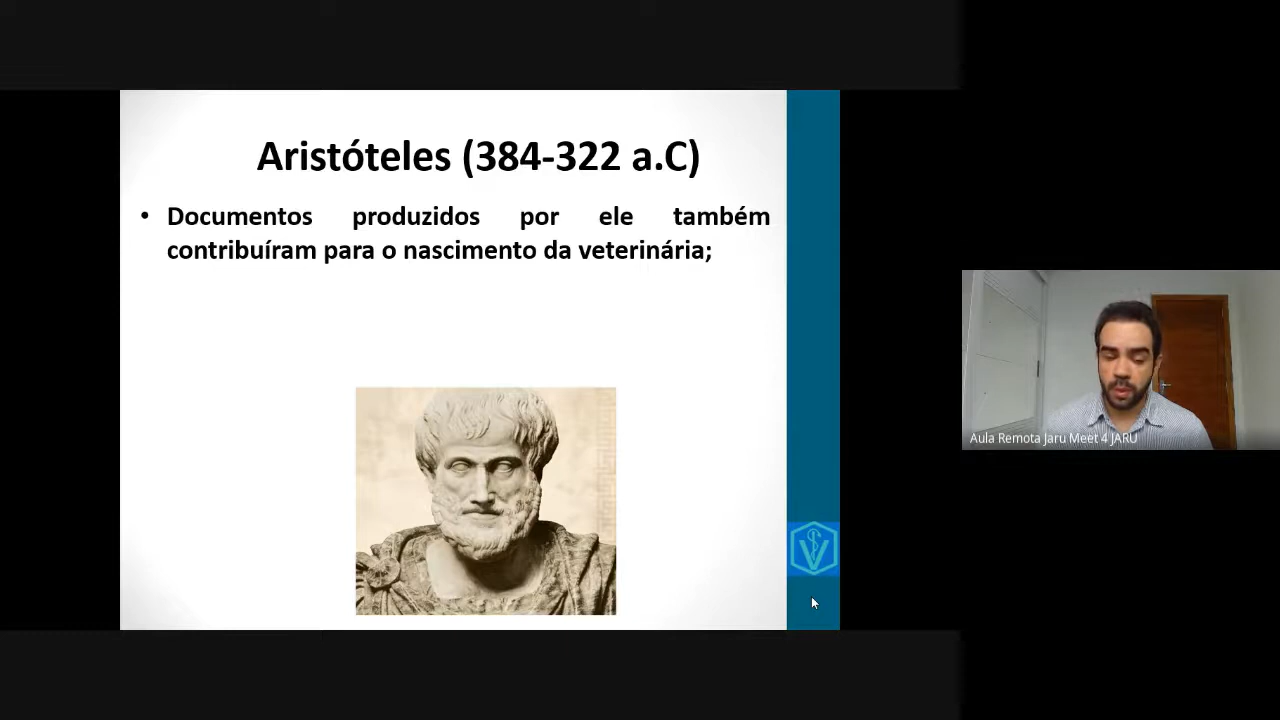 Aristóteles (384-322 a.C)
• Documentos produzidos por ele também
contribuíram para o nascimento da veterinária;
Aula Remota Jaru Meet 4 JARU
V